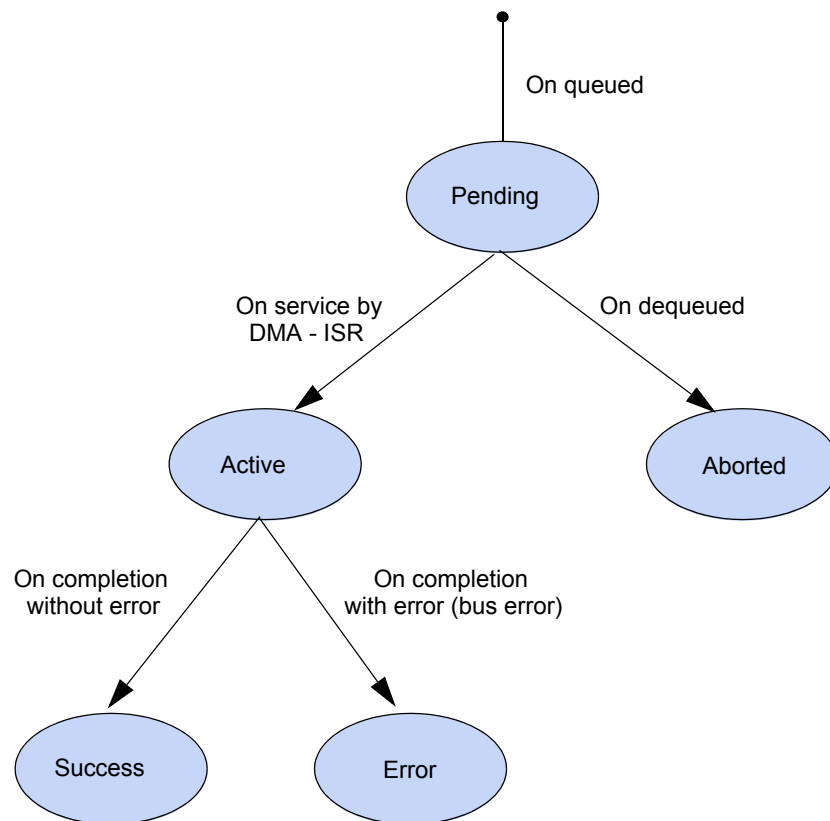 On queued
Pending
On service by
DMA - ISR
On dequeued
Active
Aborted
On completion
without error
On completion
with error (bus error)
Success
Error